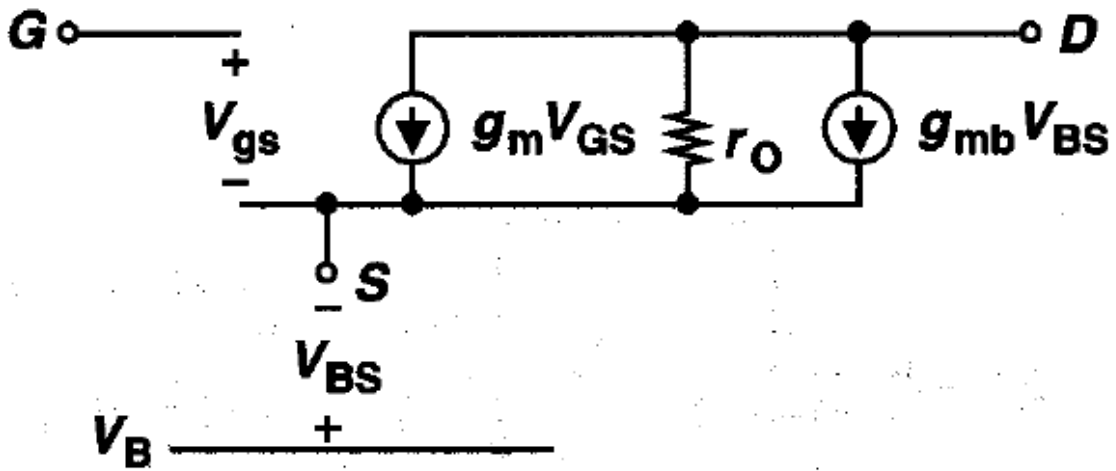 G
D
+
V_gs
−
g_m V_GS
r_O
g_mb V_BS
S
−
V_BS
+
V_B